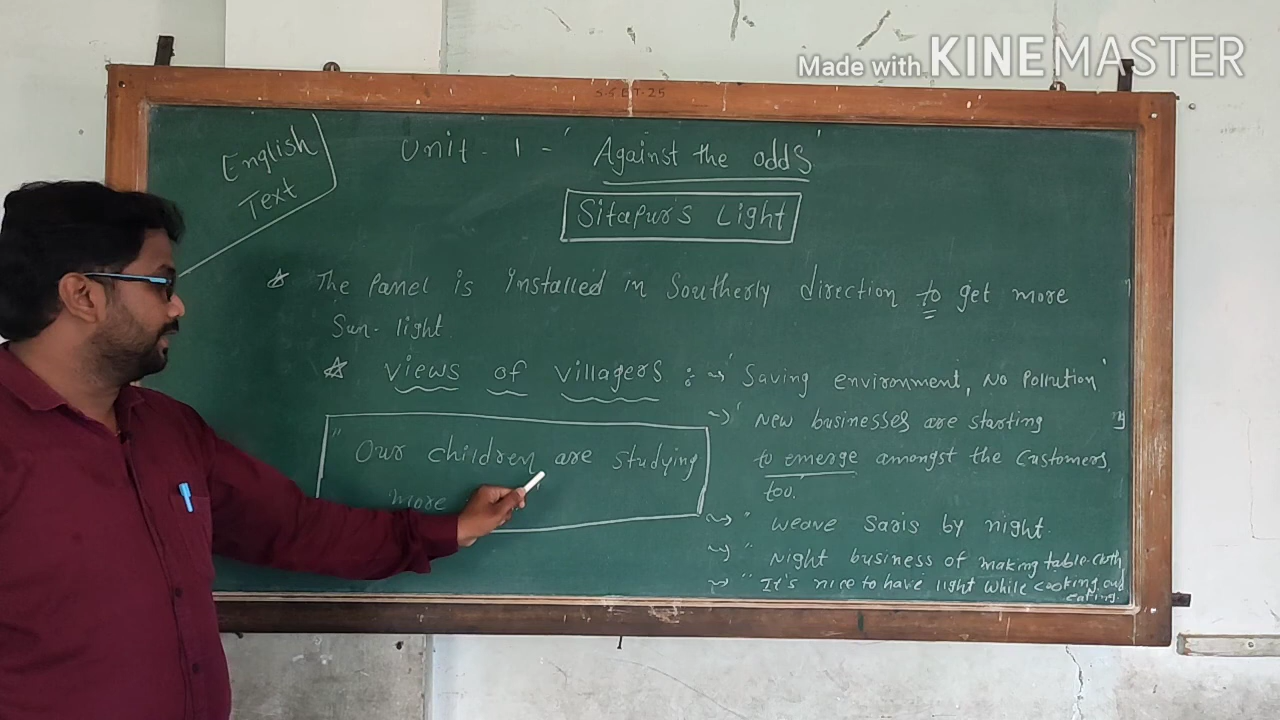 Made with KINEMASTER
English
Text
Unit - 1 - 'Against the odds'
Sitapur's Light
The Panel is installed in Southerly direction to get more
Sun-light.
Views of villagers : 'Saving environment, No Pollution'
' New businesses are starting
to emerge amongst the customers,
too.
" Our children are studying
more
" weave saris by night.
" Night business of making table-cloth
" It's nice to have light while cooking and
eating.